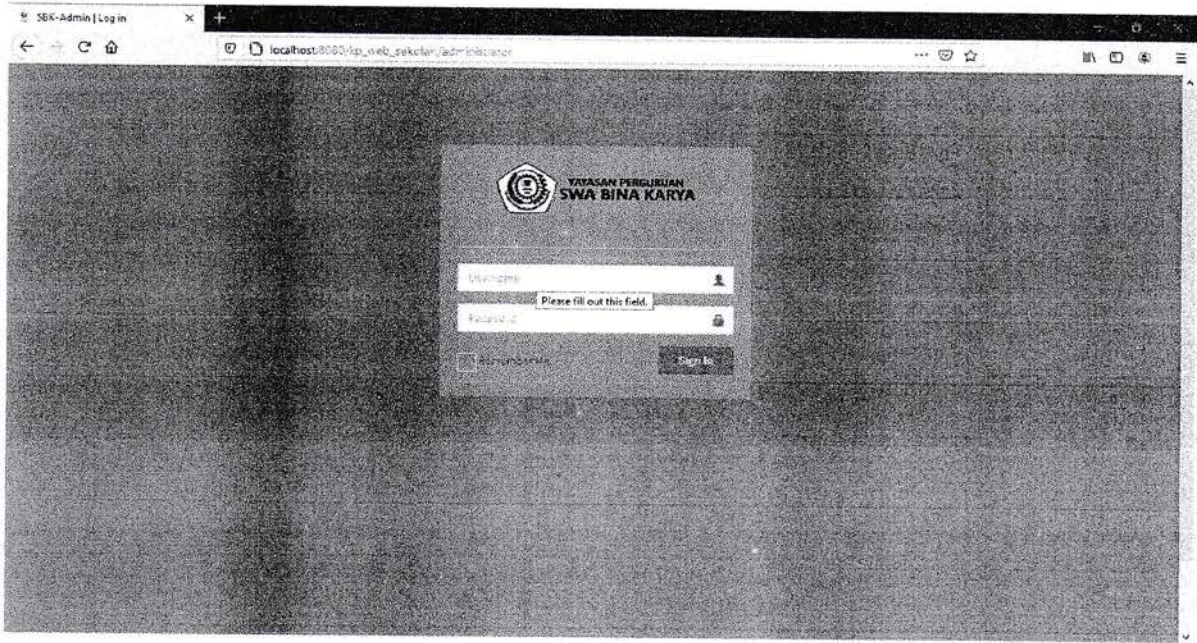 SBK-Admin | Log in
localhost:8080/kp_web_sekolah/administrator
YAYASAN PERGURUAN
SWA BINA KARYA
Username
Please fill out this field.
Password
Remember Me
Sign In